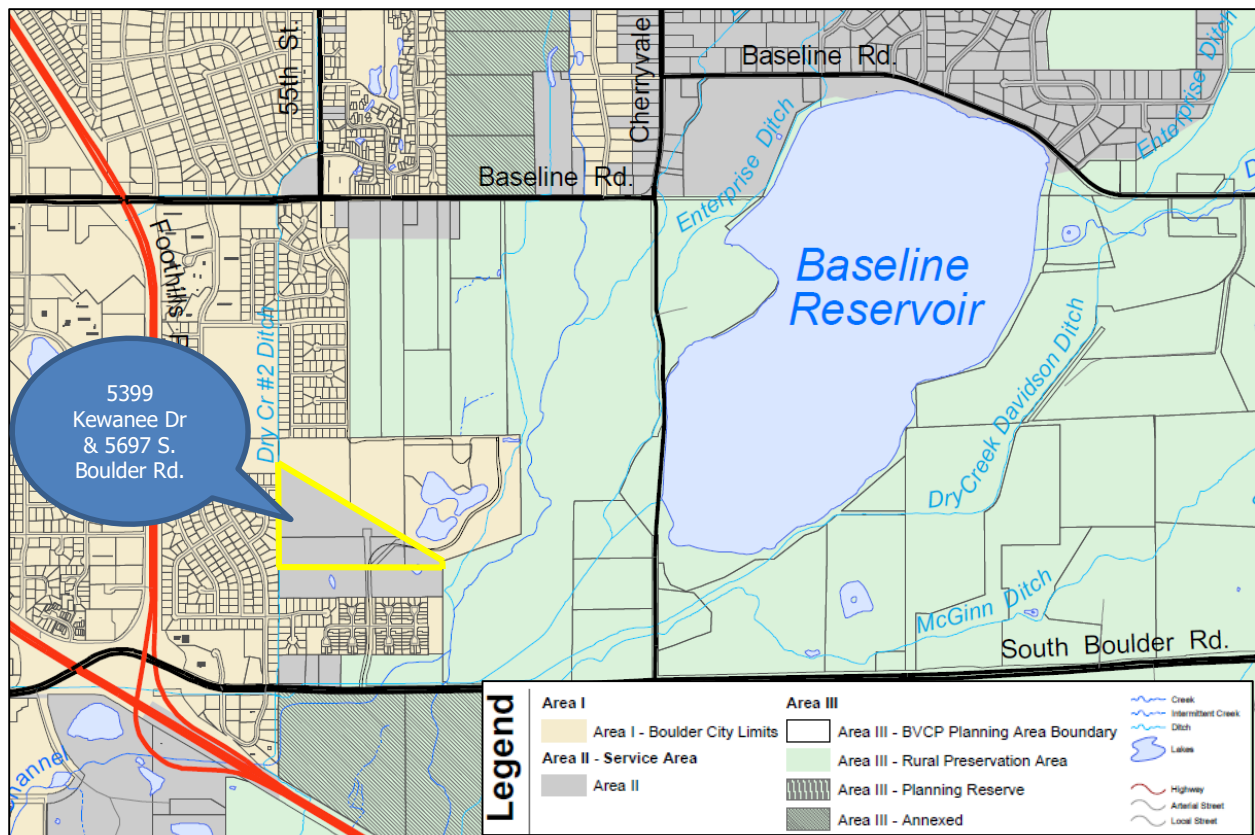 55th St.
Cherryvale
Baseline Rd.
Enterprise Ditch
Baseline Rd.
Enterprise Ditch
Foothills P
Baseline
Reservoir
Dry Cr #2 Ditch
5399
Kewanee Dr
& 5697 S.
Boulder Rd.
DryCreek Davidson Ditch
McGinn Ditch
South Boulder Rd.
Legend
Area I
Area I - Boulder City Limits
Area II - Service Area
Area II
Area III
Area III - BVCP Planning Area Boundary
Area III - Rural Preservation Area
Area III - Planning Reserve
Area III - Annexed
Creek
Intermittent Creek
Ditch
Lakes
Highway
Arterial Street
Local Street
hannel